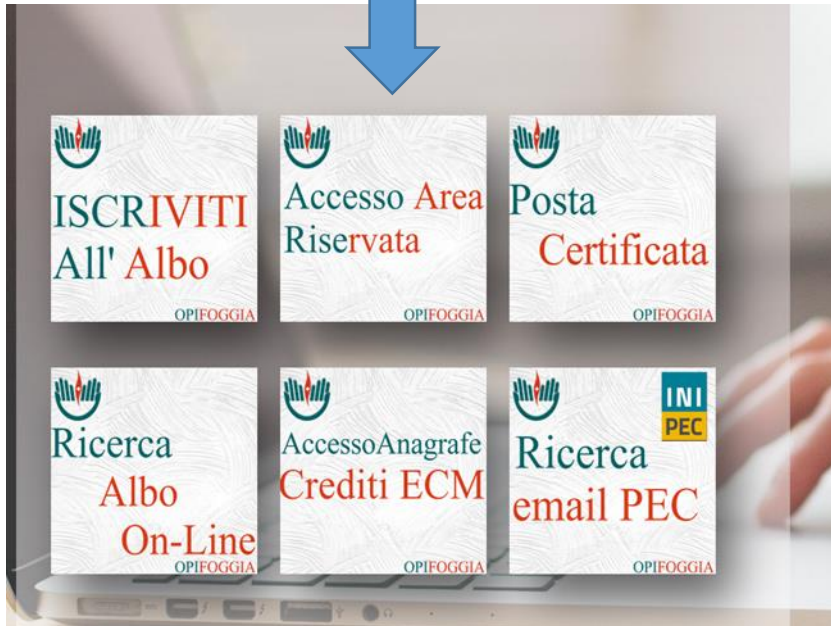 ISCRIVITI
All' Albo
OPIFOGGIA
Accesso Area
Riservata
OPIFOGGIA
Posta
Certificata
OPIFOGGIA
Ricerca
Albo
On-Line
OPIFOGGIA
AccessoAnagrafe
Crediti ECM
OPIFOGGIA
INI
PEC
Ricerca
email PEC
OPIFOGGIA